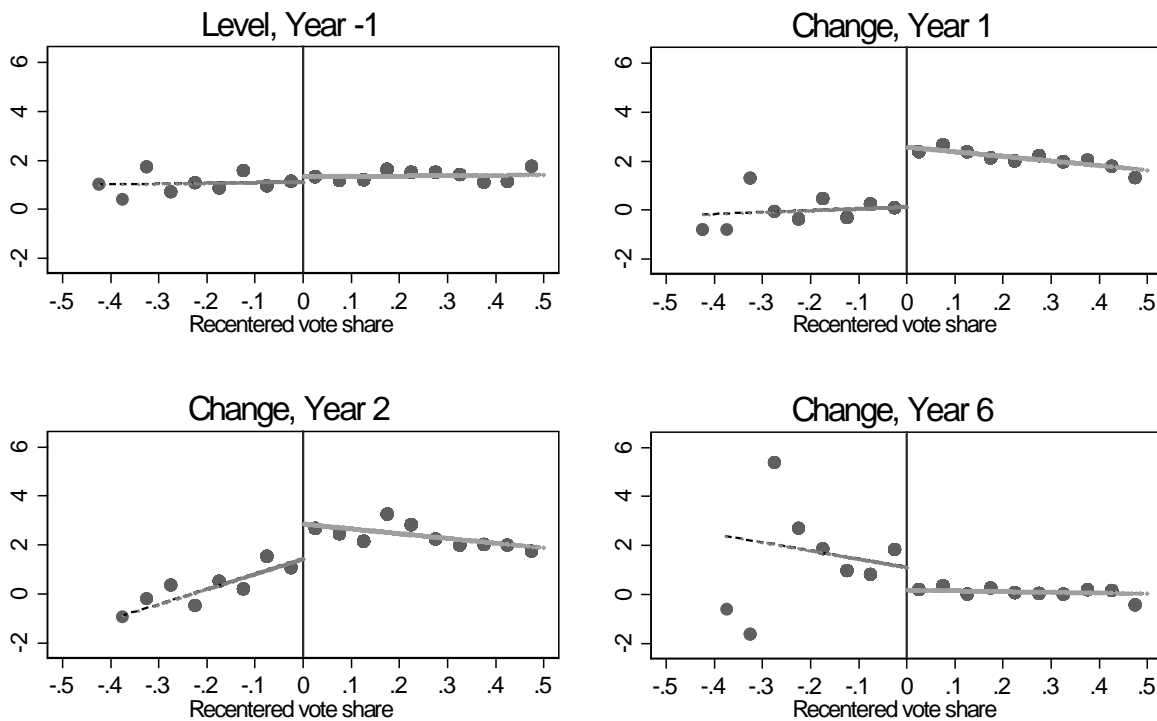 Level, Year -1
6
4
2
0
-2
-.5 -.4 -.3 -.2 -.1 0 .1 .2 .3 .4 .5
Recentered vote share
Change, Year 1
6
4
2
0
-2
-.5 -.4 -.3 -.2 -.1 0 .1 .2 .3 .4 .5
Recentered vote share
Change, Year 2
6
4
2
0
-2
-.5 -.4 -.3 -.2 -.1 0 .1 .2 .3 .4 .5
Recentered vote share
Change, Year 6
6
4
2
0
-2
-.5 -.4 -.3 -.2 -.1 0 .1 .2 .3 .4 .5
Recentered vote share